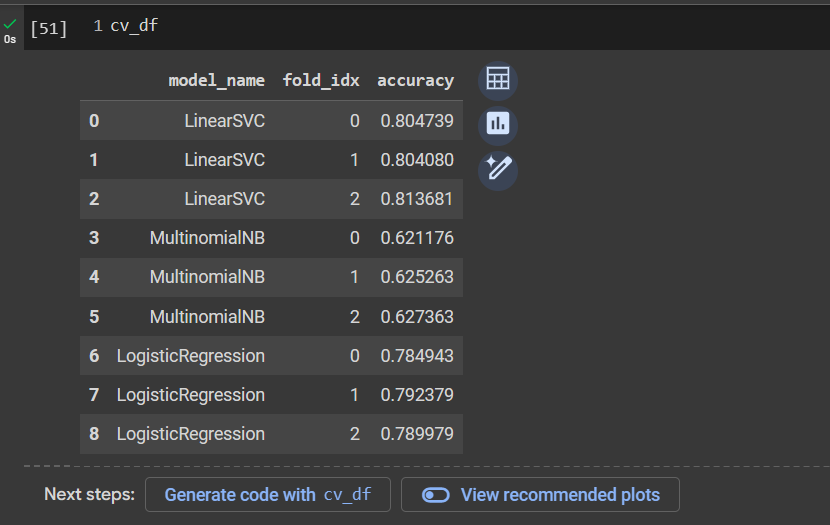 [51] 1 cv_df
0s
model_name fold_idx accuracy
0 LinearSVC 0 0.804739
1 LinearSVC 1 0.804080
2 LinearSVC 2 0.813681
3 MultinomialNB 0 0.621176
4 MultinomialNB 1 0.625263
5 MultinomialNB 2 0.627363
6 LogisticRegression 0 0.784943
7 LogisticRegression 1 0.792379
8 LogisticRegression 2 0.789979
Next steps: Generate code with cv_df View recommended plots